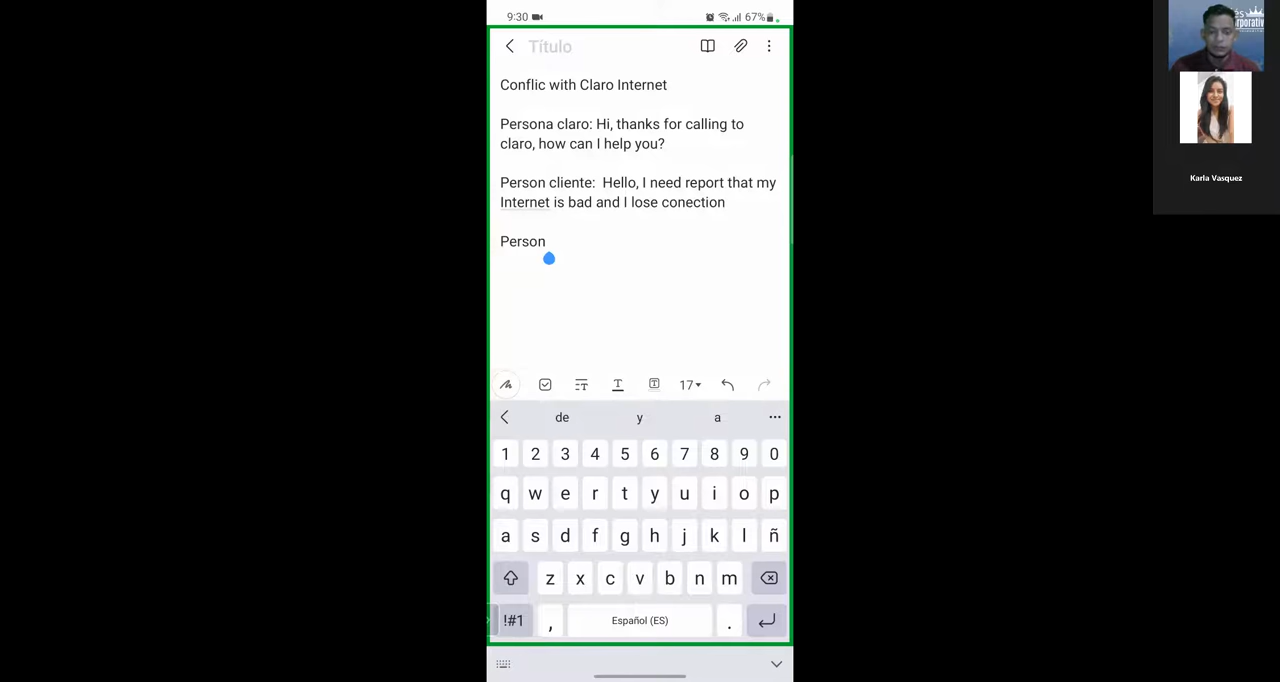 9:30
67%
Título
Conflic with Claro Internet
Persona claro: Hi, thanks for calling to
claro, how can I help you?
Person cliente:  Hello, I need report that my
Internet is bad and I lose conection
Person
17
de y a
1 2 3 4 5 6 7 8 9 0
q w e r t y u i o p
a s d f g h j k l ñ
z x c v b n m
!#1 , Español (ES) .
Karla Vasquez